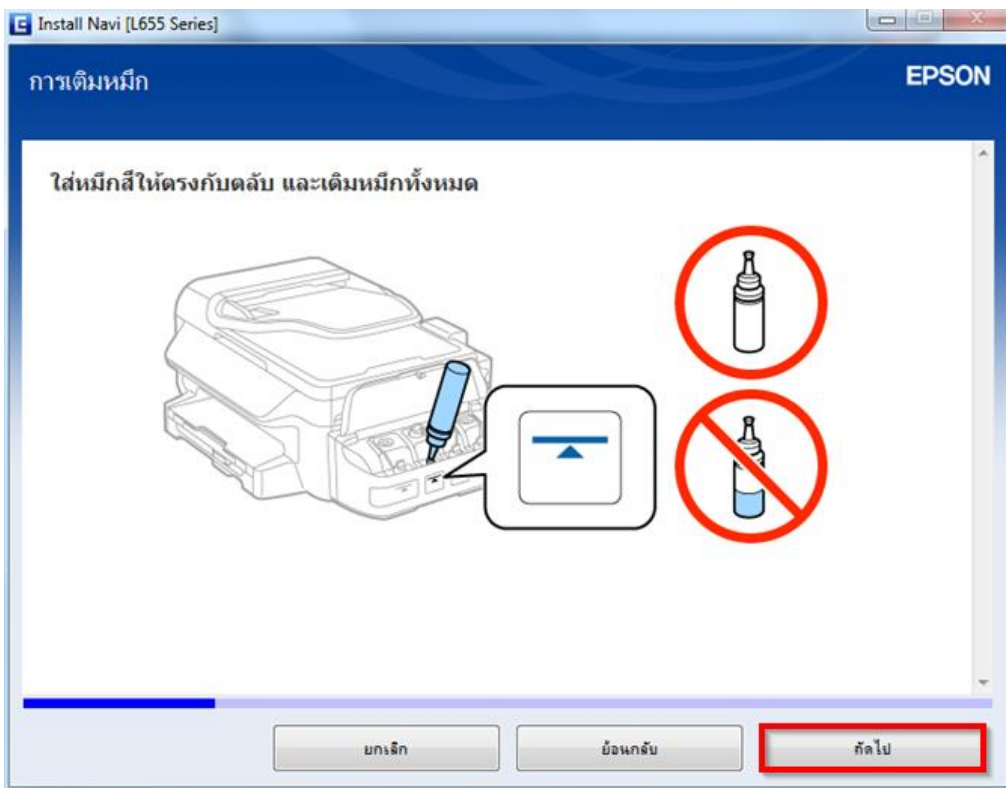 Install Navi [L655 Series]
การเติมหมึก
EPSON
ใส่หมึกสีให้ตรงกับตลับ และเติมหมึกทั้งหมด
ยกเลิก
ย้อนกลับ
ถัดไป